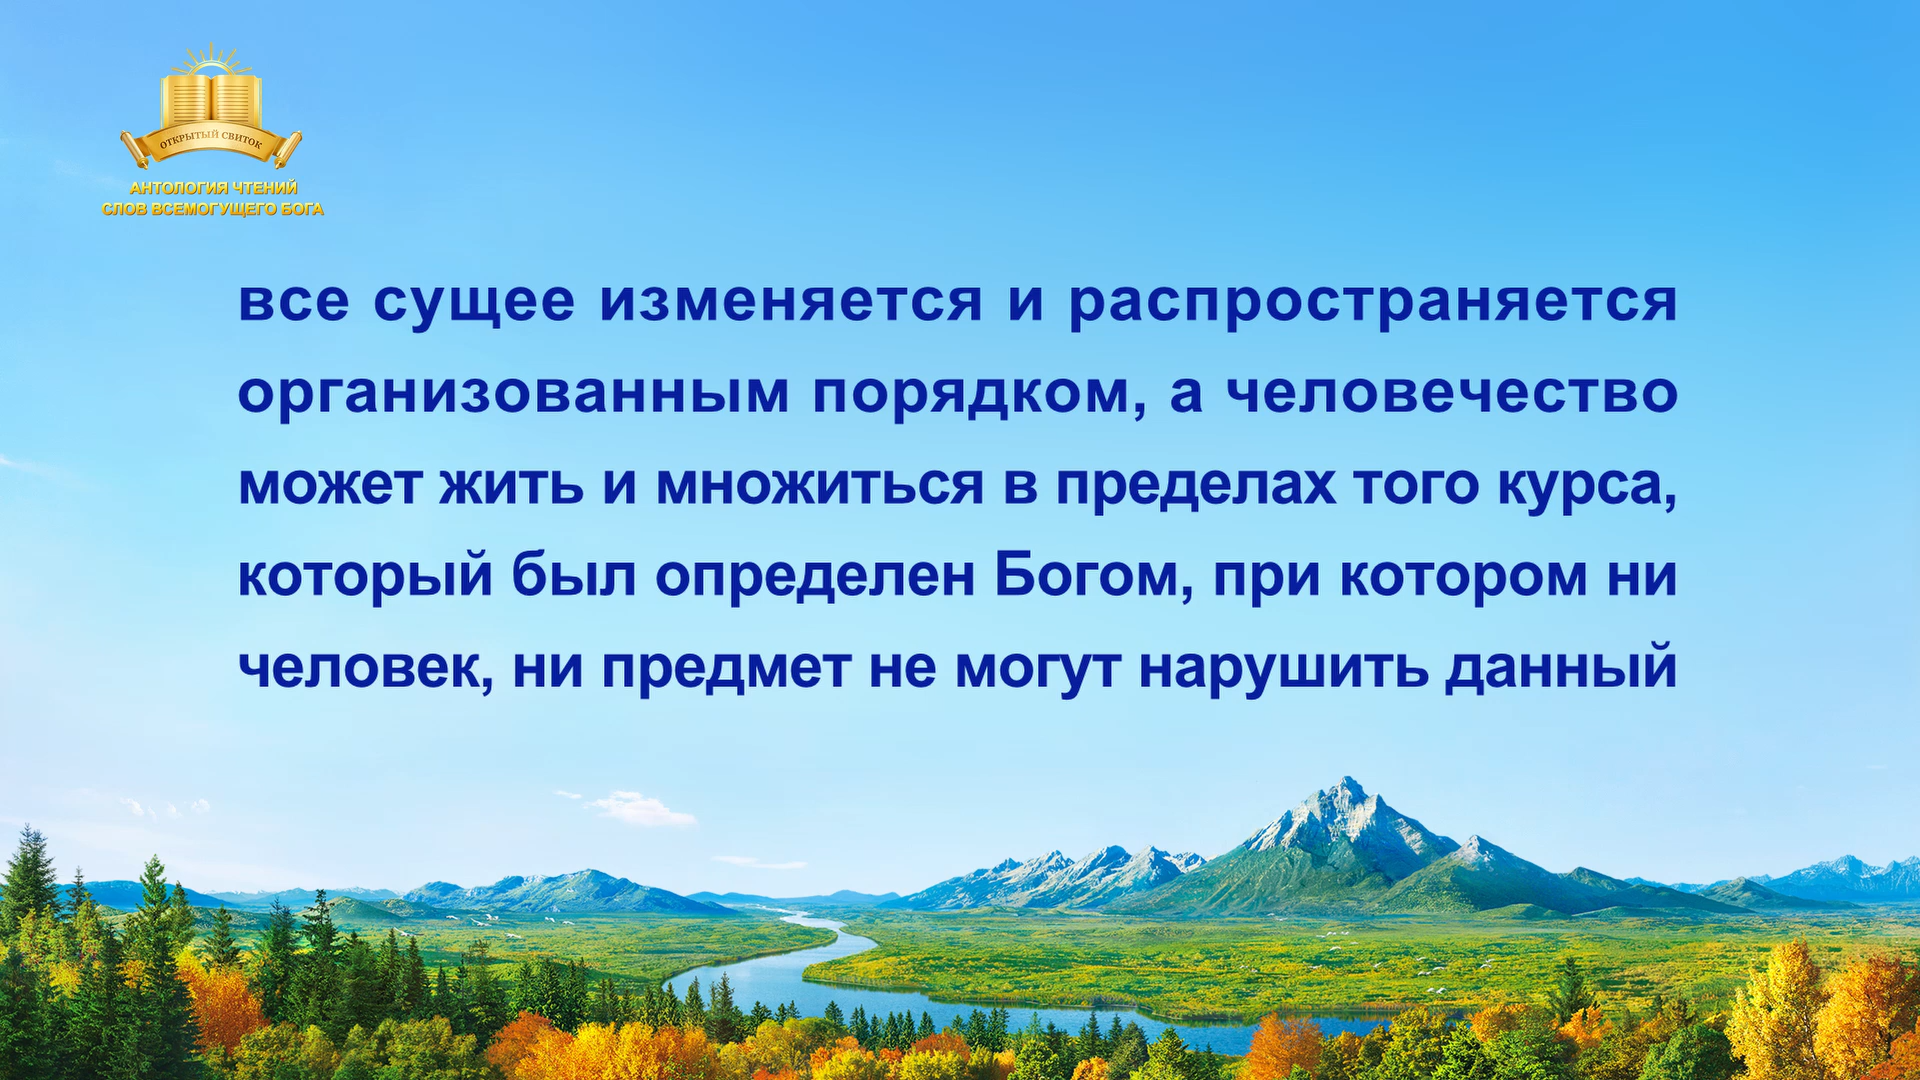 ОТКРЫТЫЙ СВИТОК
АНТОЛОГИЯ ЧТЕНИЙ
СЛОВ ВСЕМОГУЩЕГО БОГА
все сущее изменяется и распространяется
организованным порядком, а человечество
может жить и множиться в пределах того курса,
который был определен Богом, при котором ни
человек, ни предмет не могут нарушить данный